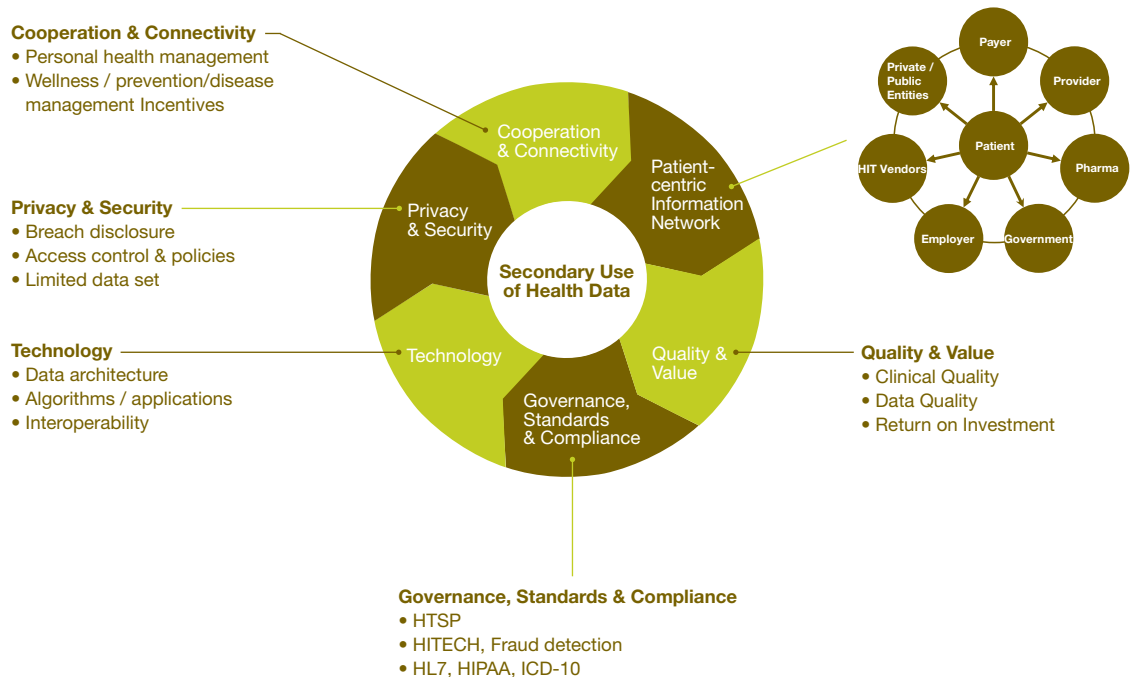 Cooperation & Connectivity
• Personal health management
• Wellness / prevention/disease
management Incentives
Privacy & Security
• Breach disclosure
• Access control & policies
• Limited data set
Technology
• Data architecture
• Algorithms / applications
• Interoperability
Cooperation
& Connectivity
Patient-
centric
Information
Network
Privacy
& Security
Secondary Use
of Health Data
Technology
Quality &
Value
Governance,
Standards
& Compliance
Payer
Private /
Public
Entities
Provider
Patient
HIT Vendors
Pharma
Employer
Government
Quality & Value
• Clinical Quality
• Data Quality
• Return on Investment
Governance, Standards & Compliance
• HTSP
• HITECH, Fraud detection
• HL7, HIPAA, ICD-10